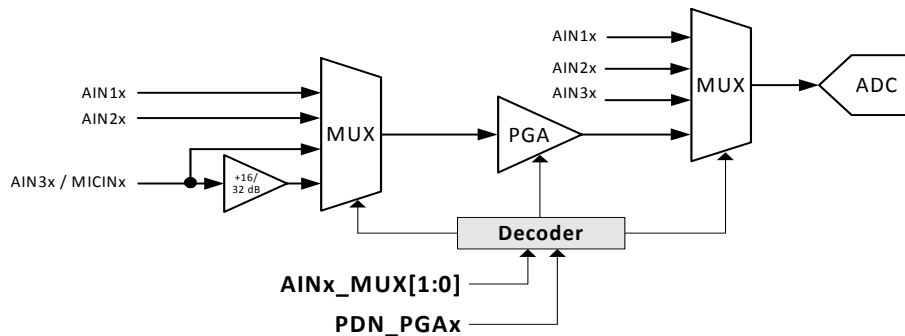 AIN1x
AIN2x
AIN3x
MUX
ADC
AIN1x
AIN2x
MUX
PGA
AIN3x / MICINx
+16/
32 dB
Decoder
AINx_MUX[1:0]
PDN_PGAx